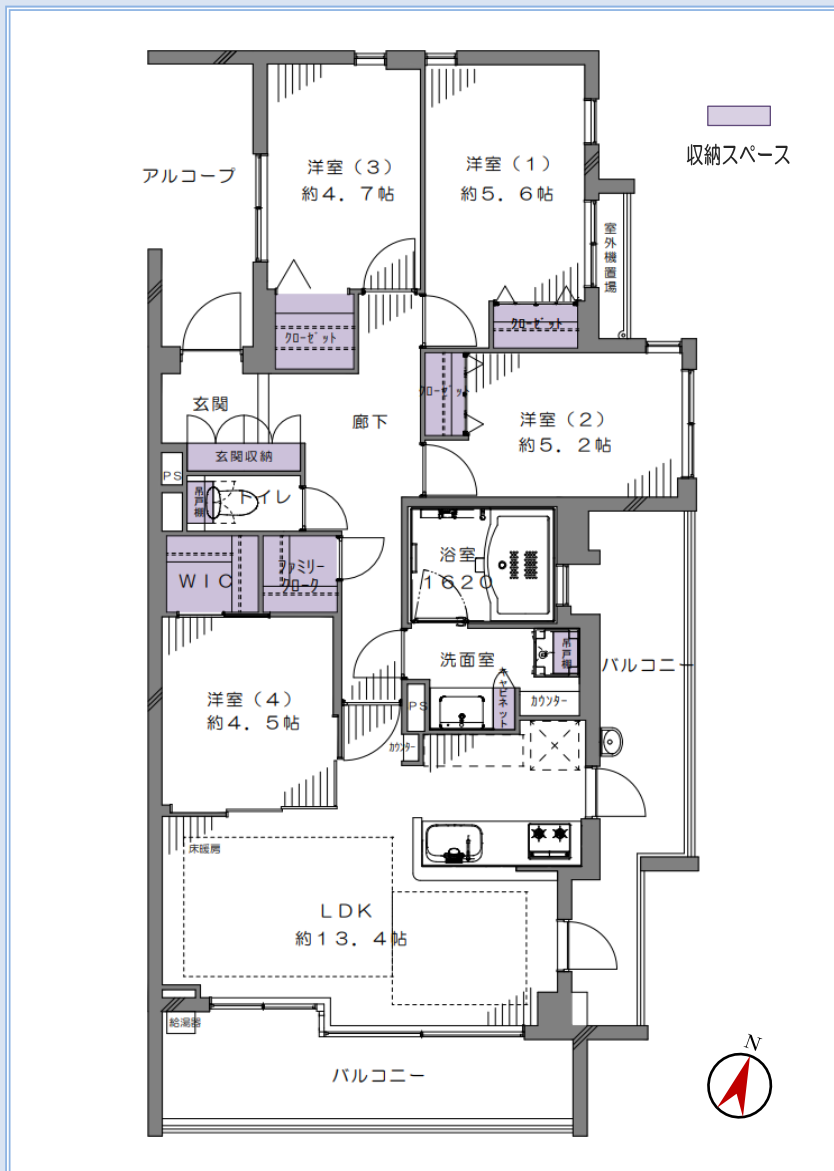 収納スペース
アルコープ
洋室（３）
約４．７帖
洋室（１）
約５．６帖
室外機置場
クローゼット
クローゼット
クローゼット
玄関
廊下
洋室（２）
約５．２帖
玄関収納
PS
トイレ
吊戸棚
浴室
１６２０
WIC
ファミリー
クローク
洗面室
吊戸棚
バルコニー
キャビネット
カウンター
PS
洋室（４）
約４．５帖
カウンター
床暖房
LDK
約１３．４帖
給湯器
バルコニー
N